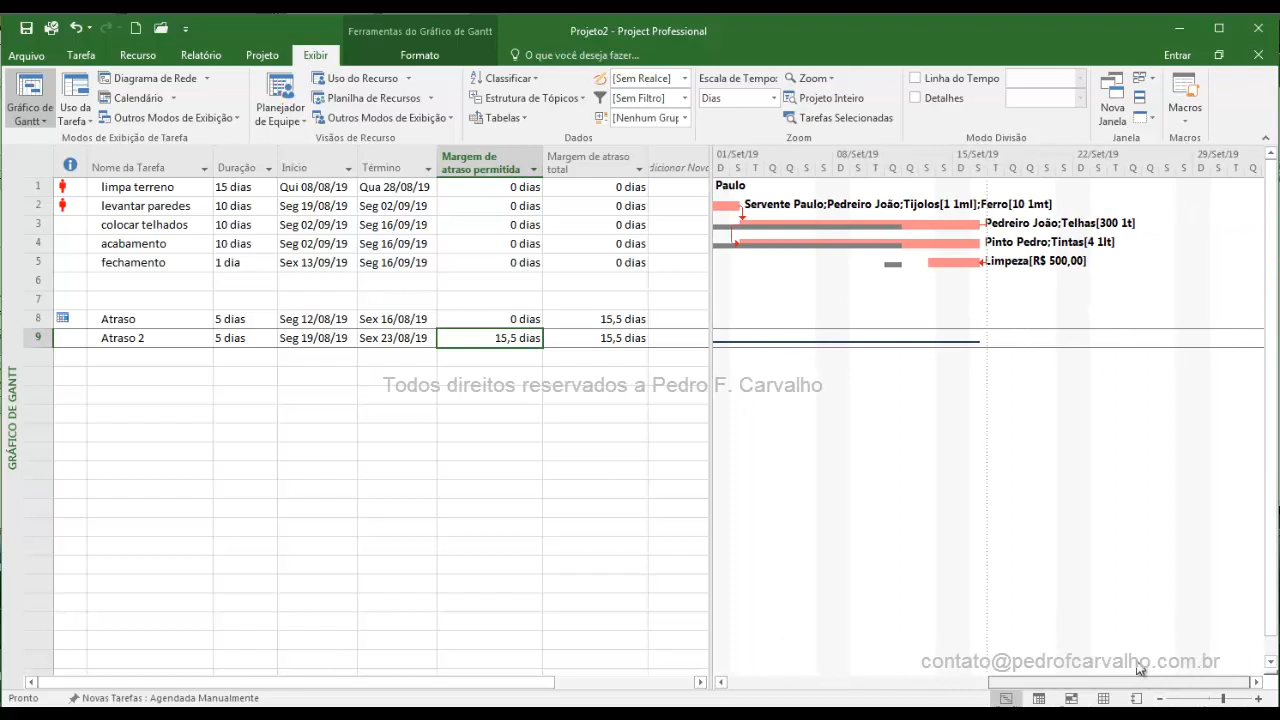 Ferramentas do Gráfico de Gantt
Projeto2 - Project Professional
Arquivo Tarefa Recurso Relatório Projeto Exibir Formato O que você deseja fazer... Entrar
Gráfico de Gantt
Uso da Tarefa
Diagrama de Rede
Calendário
Outros Modos de Exibição
Modos de Exibição de Tarefa
Planejador de Equipe
Uso do Recurso
Planilha de Recursos
Outros Modos de Exibição
Visões de Recurso
Classificar
Estrutura de Tópicos
Tabelas
[Sem Realce]
[Sem Filtro]
[Nenhum Grup
Dados
Escala de Tempo:
Dias
Zoom
Projeto Inteiro
Tarefas Selecionadas
Zoom
Linha do Tempo
Detalhes
Modo Divisão
Nova Janela
Janela
Macros
Macros
Nome da Tarefa Duração Início Término Margem de atraso permitida Margem de atraso total dicionar Novo
01/Set/19 08/Set/19 15/Set/19 22/Set/19 29/Set/19
D S T Q Q S S D S T Q Q S S D S T Q Q S S D S T Q Q S S D S T Q
1 limpa terreno 15 dias Qui 08/08/19 Qua 28/08/19 0 dias 0 dias
Paulo
2 levantar paredes 10 dias Seg 19/08/19 Seg 02/09/19 0 dias 0 dias
Servente Paulo;Pedreiro João;Tijolos[1 1ml];Ferro[10 1mt]
3 colocar telhados 10 dias Seg 02/09/19 Seg 16/09/19 0 dias 0 dias
Pedreiro João;Telhas[300 1t]
4 acabamento 10 dias Seg 02/09/19 Seg 16/09/19 0 dias 0 dias
Pinto Pedro;Tintas[4 1lt]
5 fechamento 1 dia Sex 13/09/19 Seg 16/09/19 0 dias 0 dias
Limpeza[R$ 500,00]
6
7
8 Atraso 5 dias Seg 12/08/19 Sex 16/08/19 0 dias 15,5 dias
9 Atraso 2 5 dias Seg 19/08/19 Sex 23/08/19 15,5 dias 15,5 dias
Todos direitos reservados a Pedro F. Carvalho
GRÁFICO DE GANTT
contato@pedrofcarvalho.com.br
Pronto Novas Tarefas : Agendada Manualmente